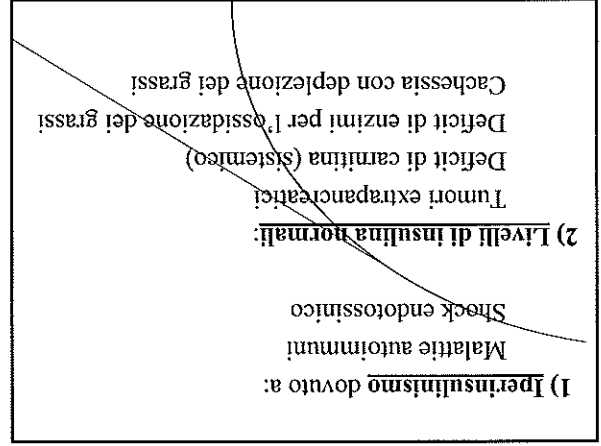 1) Iperinsulinismo dovuto a:
Malattie autoimmuni
Shock endotossinico
2) Livelli di insulina normali:
Tumori extrapancreatici
Deficit di carnitina (sistemico)
Deficit di enzimi per l'ossidazione dei grassi
Cachessia con deplezione dei grassi